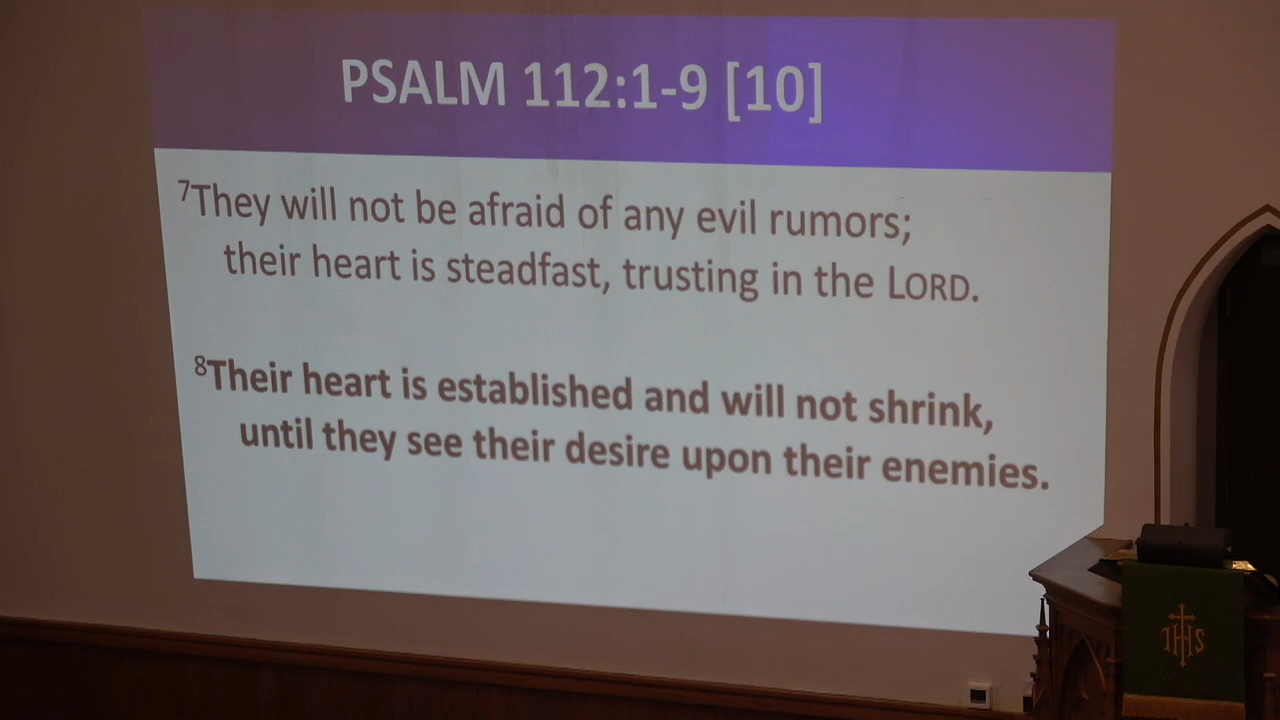 PSALM 112:1-9 [10]
⁷They will not be afraid of any evil rumors;
their heart is steadfast, trusting in the LORD.
⁸Their heart is established and will not shrink,
until they see their desire upon their enemies.
IHS